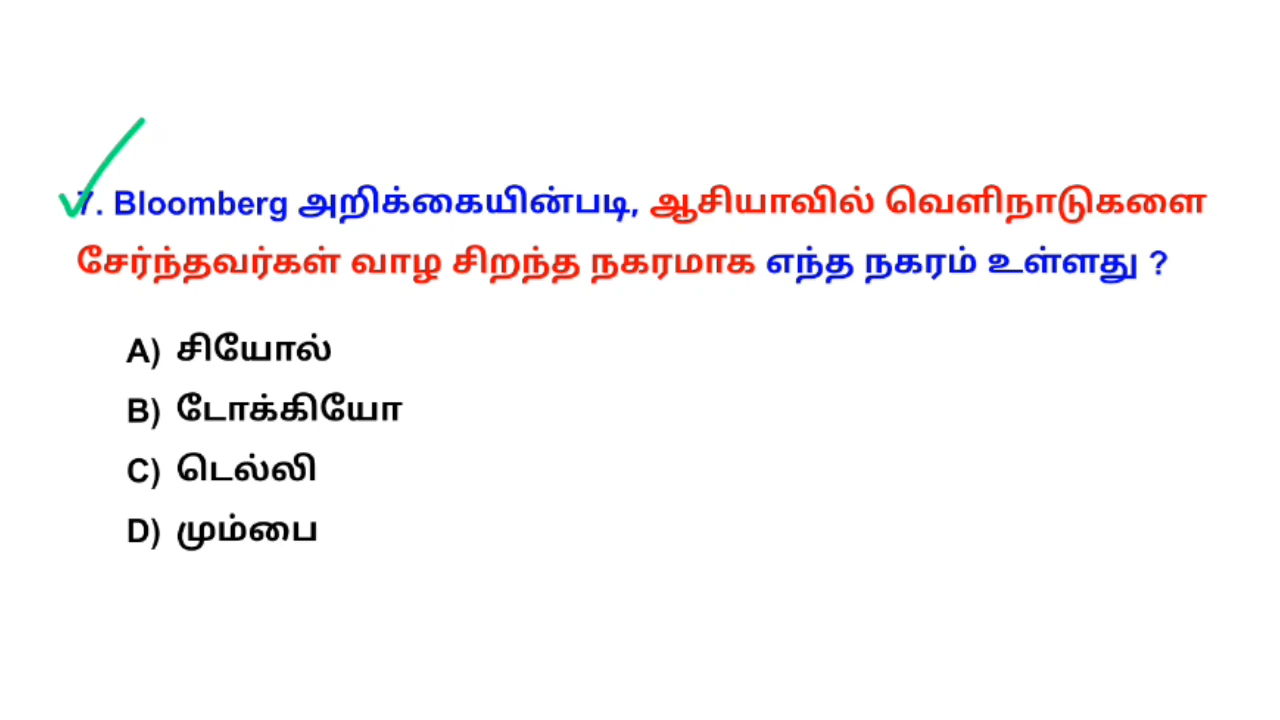 7. Bloomberg அறிக்கையின்படி, ஆசியாவில் வெளிநாடுகளை
சேர்ந்தவர்கள் வாழ சிறந்த நகரமாக எந்த நகரம் உள்ளது ?
A) சியோல்
B) டோக்கியோ
C) டெல்லி
D) மும்பை